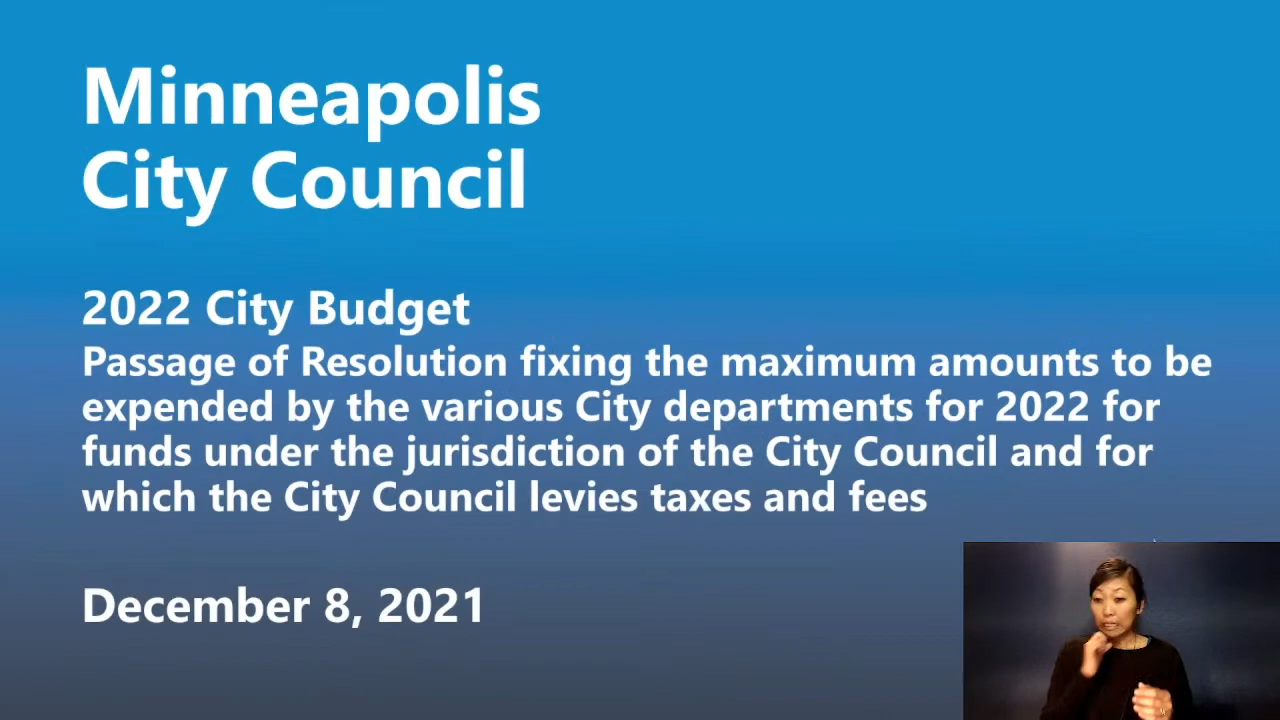 Minneapolis
City Council
2022 City Budget
Passage of Resolution fixing the maximum amounts to be
expended by the various City departments for 2022 for
funds under the jurisdiction of the City Council and for
which the City Council levies taxes and fees
December 8, 2021